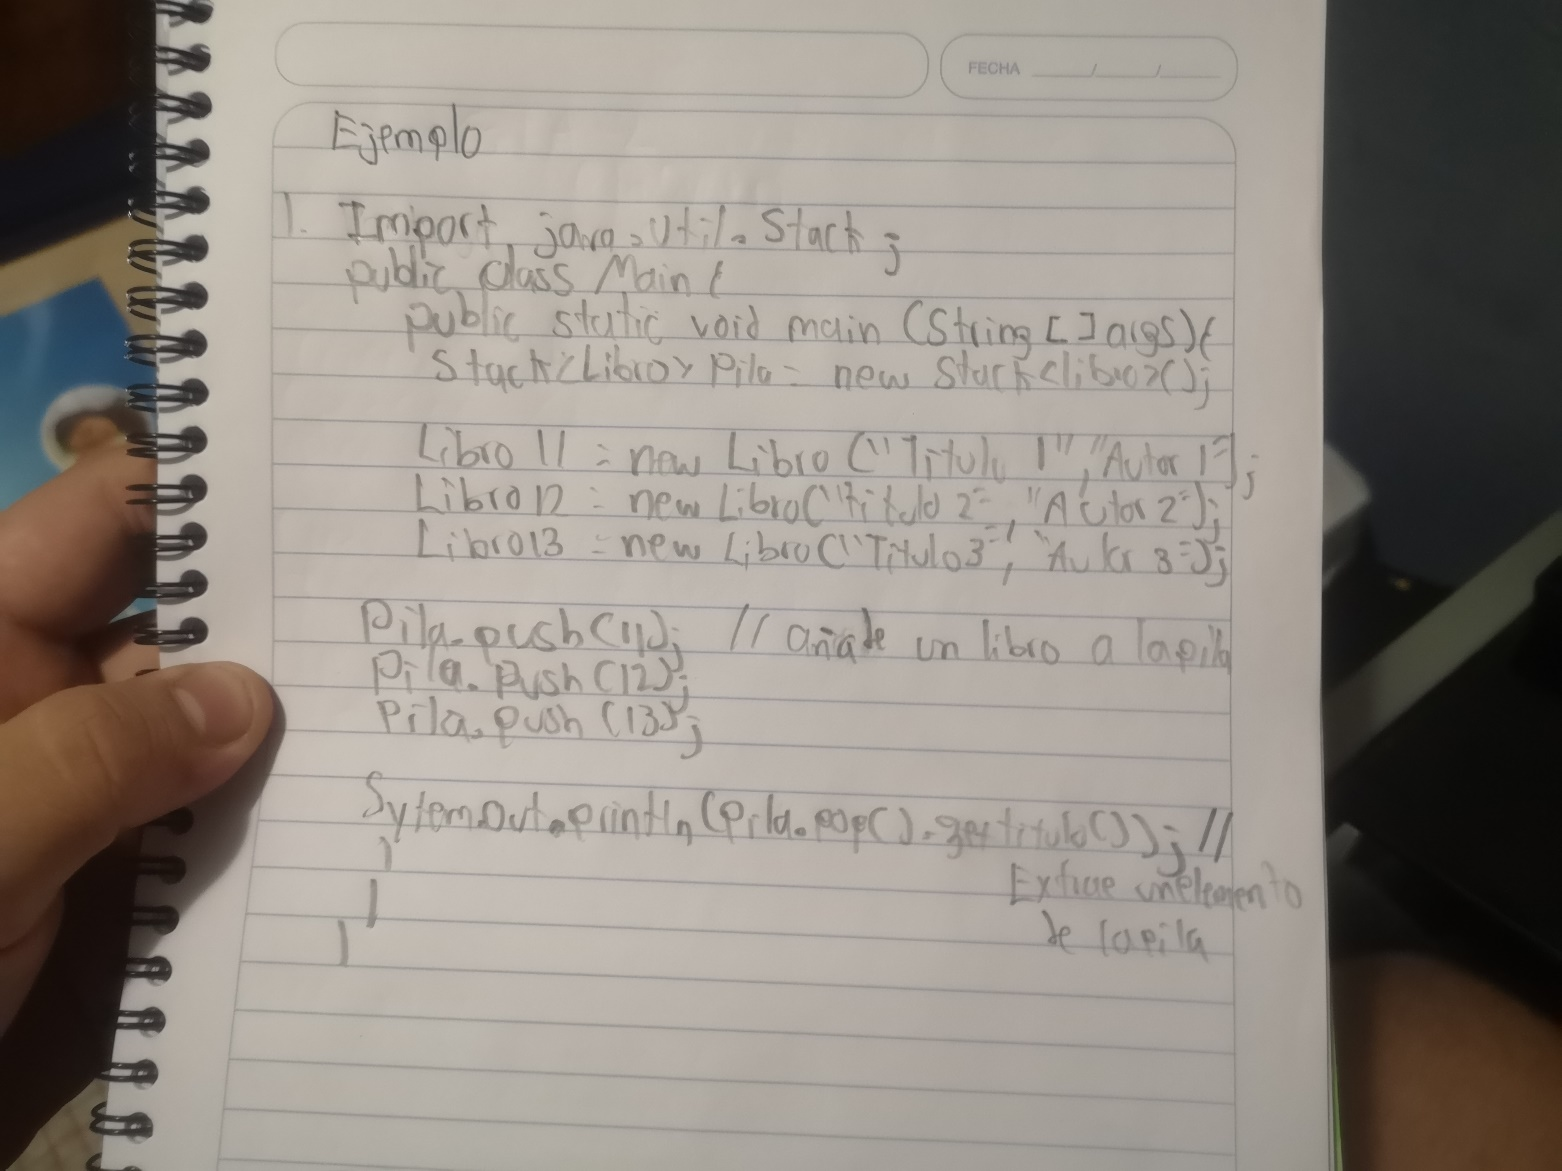 FECHA
Ejemplo
1. Import java.util.Stack;
public class Main {
public static void main (String [] args) {
Stack<Libro> Pila = new Stack<libro>();
Libro l1 = new Libro ("Titulo 1", "Autor 1");
Libro l2 = new Libro("Titulo 2", "Autor 2");
Libro l3 = new Libro("Titulo 3", "Autor 3");
Pila.push(l1); // añade un libro a la pila
Pila.push(l2);
Pila.push(l3);
Sytem.out.println(Pila.pop().getTitulo()); //
}
Extrae un elemento
}
de la pila
}